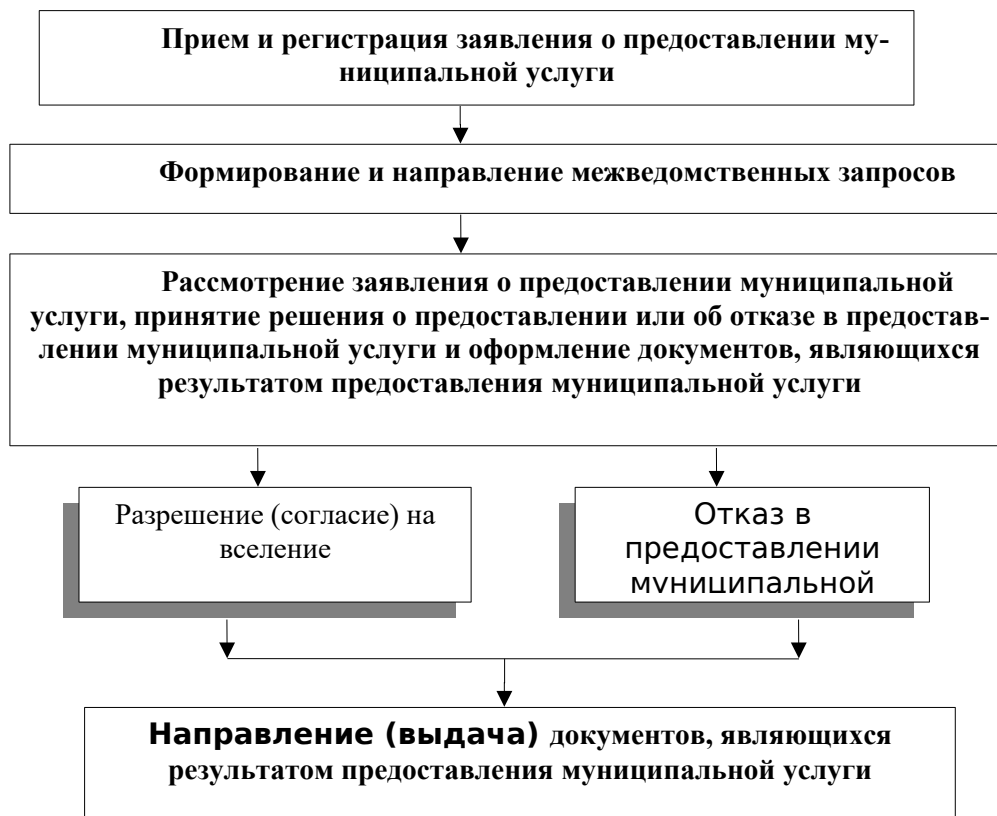 Прием и регистрация заявления о предоставлении му-
ниципальной услуги
Формирование и направление межведомственных запросов
Рассмотрение заявления о предоставлении муниципальной
услуги, принятие решения о предоставлении или об отказе в предостав-
лении муниципальной услуги и оформление документов, являющихся
результатом предоставления муниципальной услуги
Разрешение (согласие) на
вселение
Отказ в
предоставлении
муниципальной
Направление (выдача) документов, являющихся
результатом предоставления муниципальной услуги